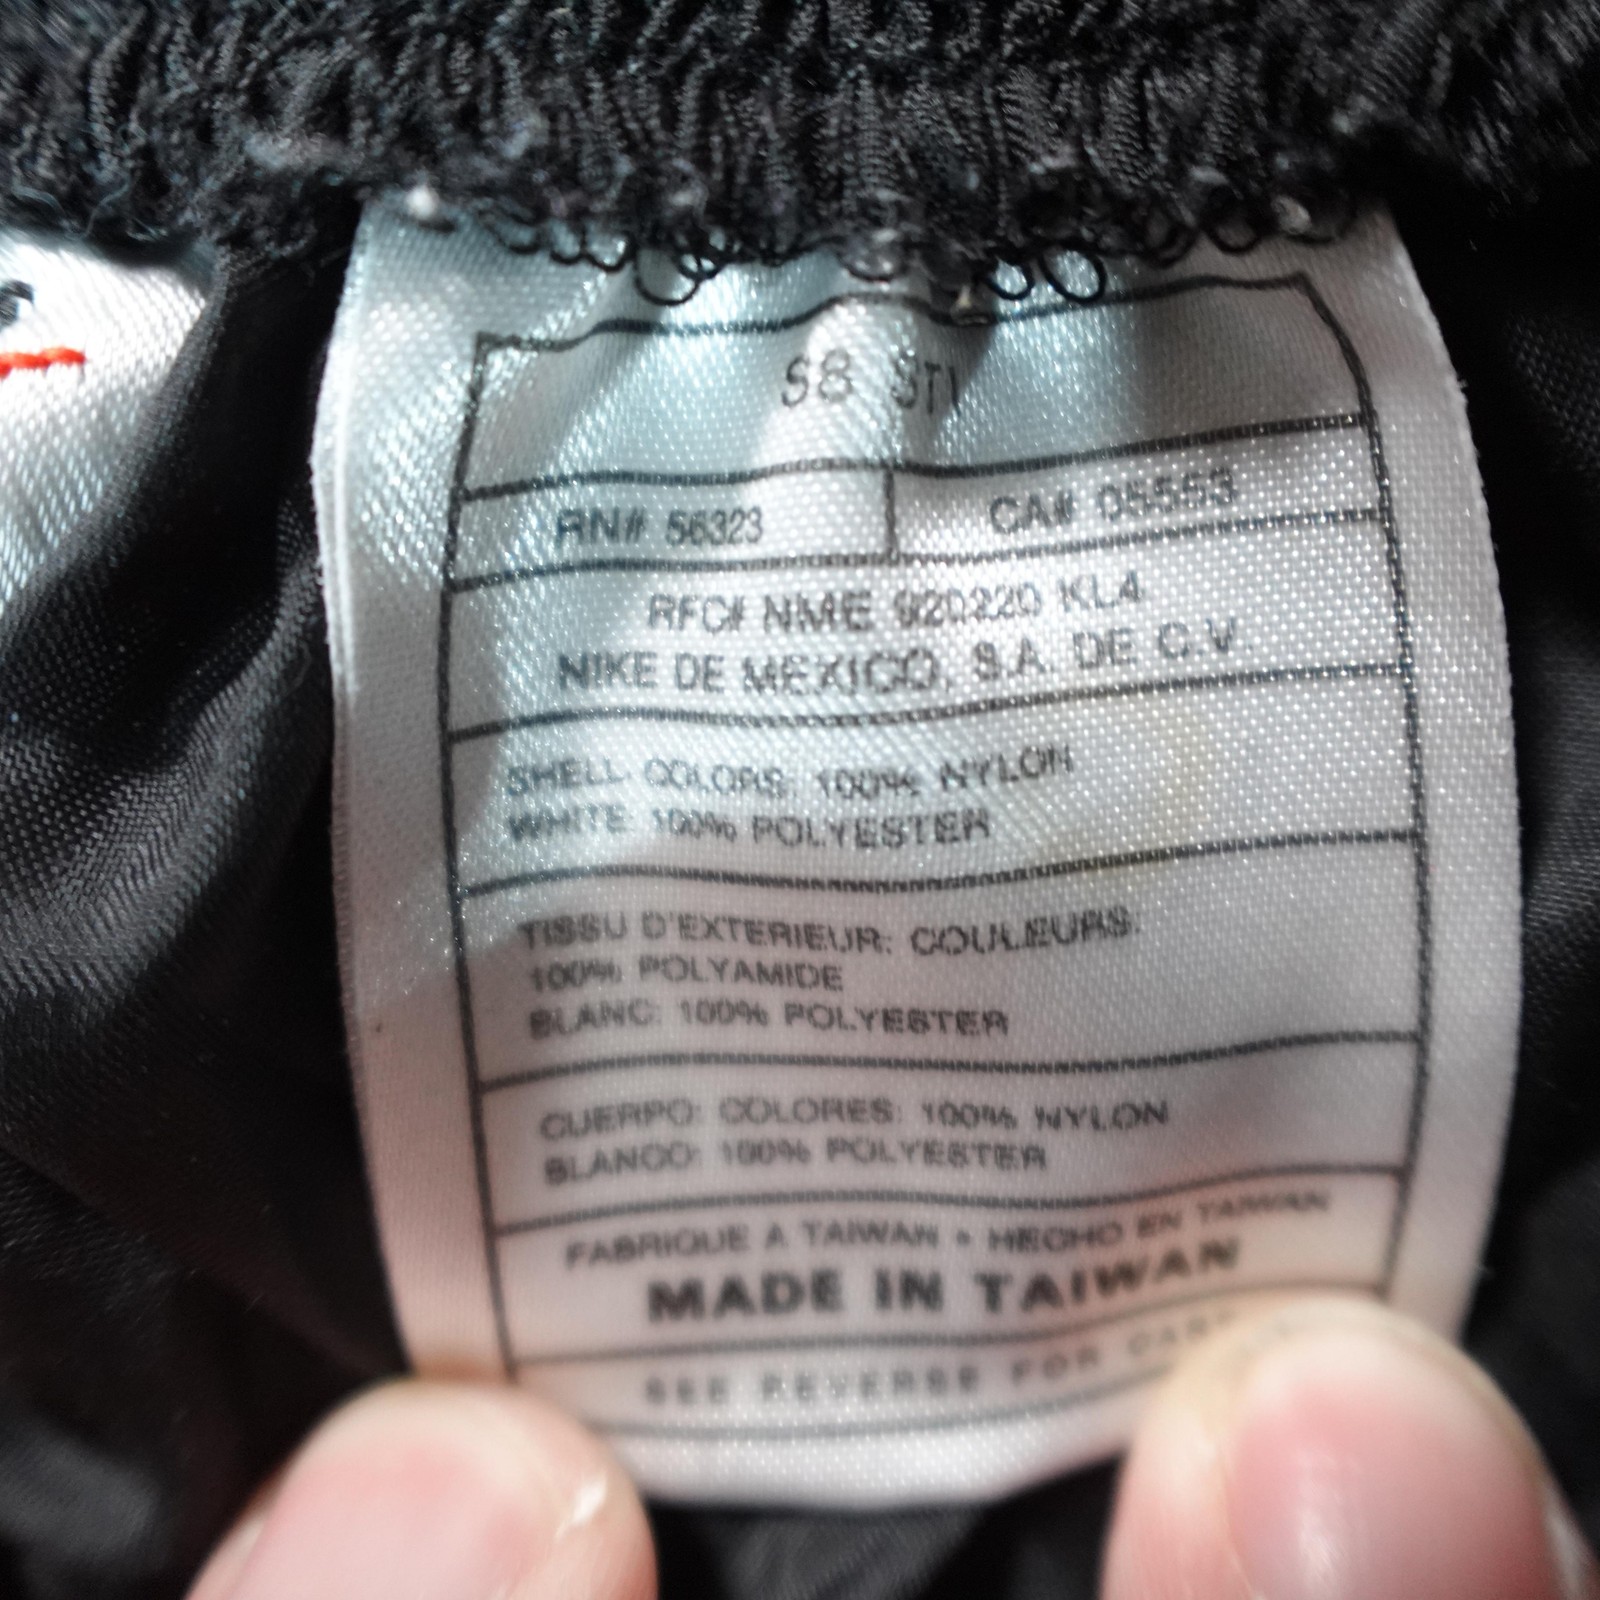 S8 STI
RN# 56323
CA# 05553
RFC# NME 920220 KL4
NIKE DE MEXICO, S.A. DE C.V.
SHELL COLORS: 100% NYLON
WHITE 100% POLYESTER
TISSU D'EXTERIEUR: COULEURS:
100% POLYAMIDE
BLANC: 100% POLYESTER
CUERPO: COLORES: 100% NYLON
BLANCO: 100% POLYESTER
FABRIQUE A TAIWAN • HECHO EN TAIWAN
MADE IN TAIWAN
SEE REVERSE FOR